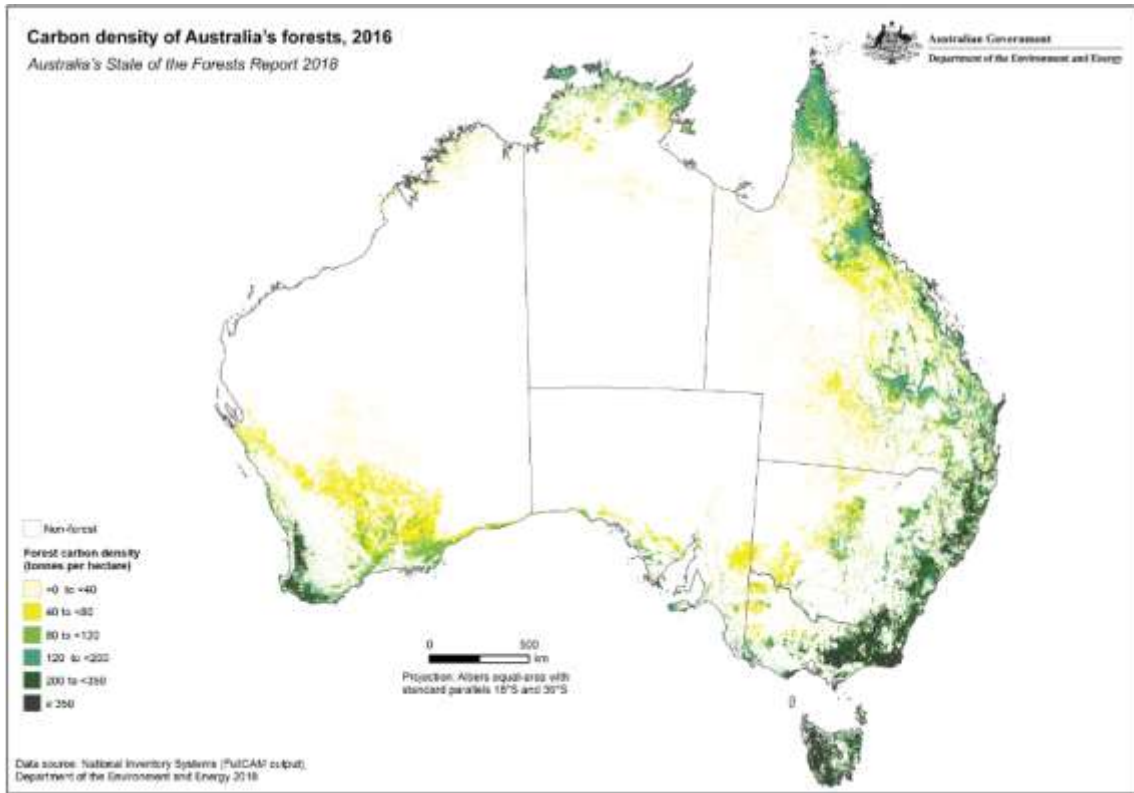 Carbon density of Australia's forests, 2016
Australia's State of the Forests Report 2018
Australian Government
Department of the Environment and Energy
Non-forest
Forest carbon density
(tonnes per hectare)
>0 to <40
40 to <80
80 to <120
120 to <200
200 to <350
≥ 350
0 500
km
Projection: Albers equal-area with
standard parallels 18°S and 36°S
Data source: National Inventory Systems (FullCAM output),
Department of the Environment and Energy 2018